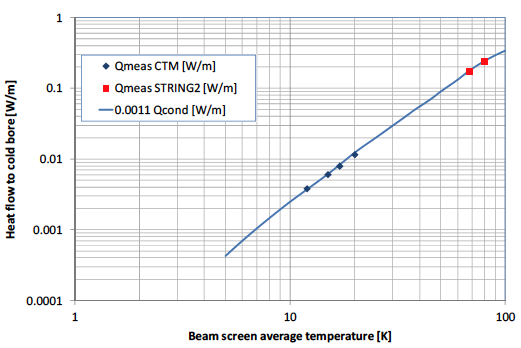 1
0.1
0.01
0.001
0.0001
Heat flow to cold bore [W/m]
Qmeas CTM [W/m]
Qmeas STRING2 [W/m]
0.0011 Qcond [W/m]
1 10 100
Beam screen average temperature [K]